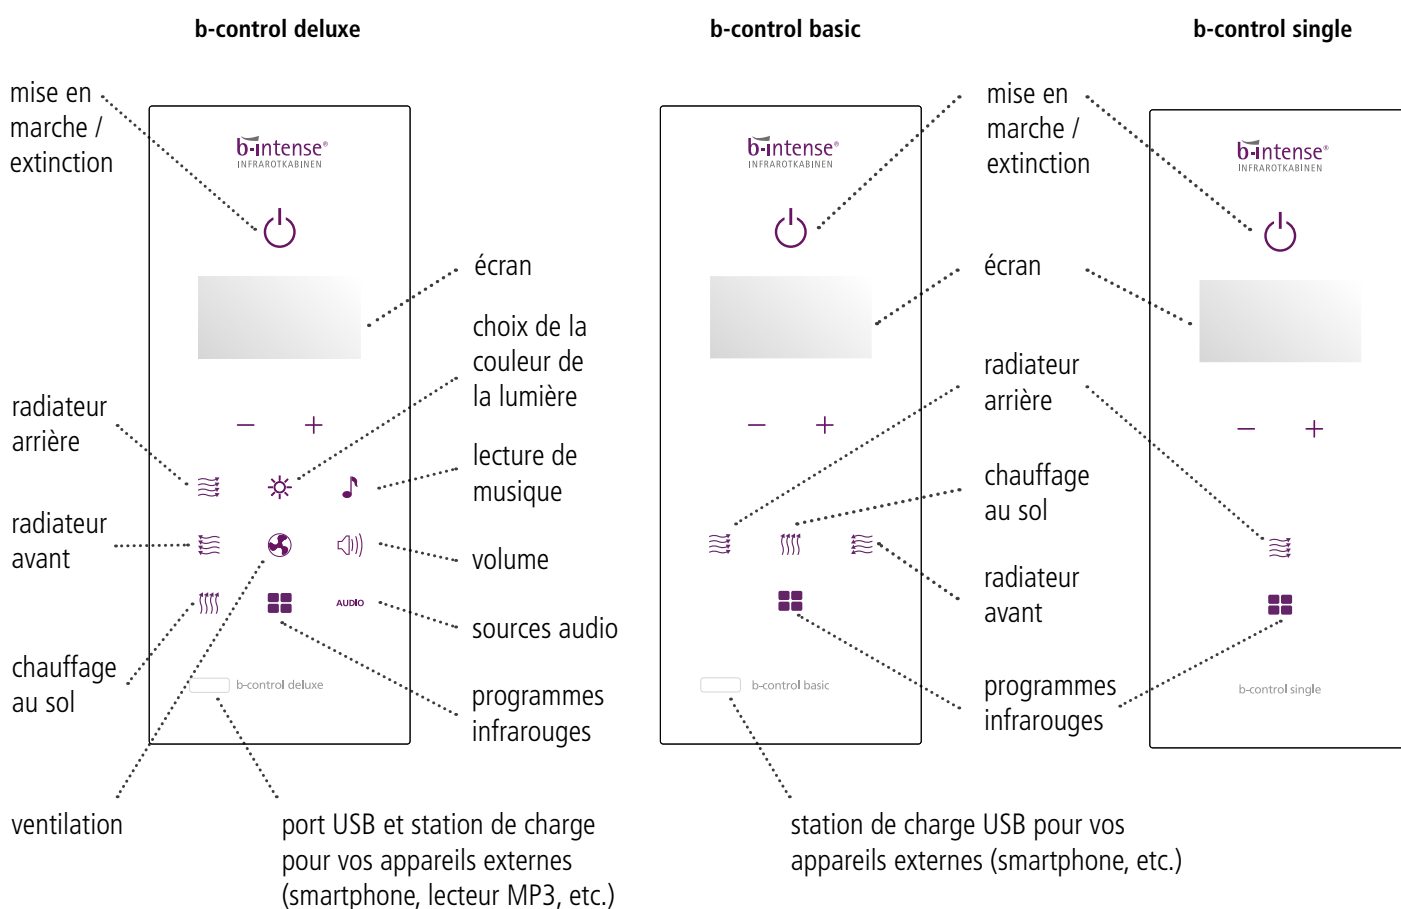 b-control deluxe
mise en
marche /
extinction
b-intense®
INFRAROTKABINEN
écran
choix de la
couleur de
la lumière
radiateur
arrière
lecture de
musique
radiateur
avant
volume
AUDIO
sources audio
chauffage
au sol
b-control deluxe
programmes
infrarouges
ventilation
port USB et station de charge
pour vos appareils externes
(smartphone, lecteur MP3, etc.)
b-control basic
b-intense®
INFRAROTKABINEN
mise en
marche /
extinction
écran
radiateur
arrière
chauffage
au sol
radiateur
avant
programmes
infrarouges
b-control basic
station de charge USB pour vos
appareils externes (smartphone, etc.)
b-control single
b-intense®
INFRAROTKABINEN
b-control single